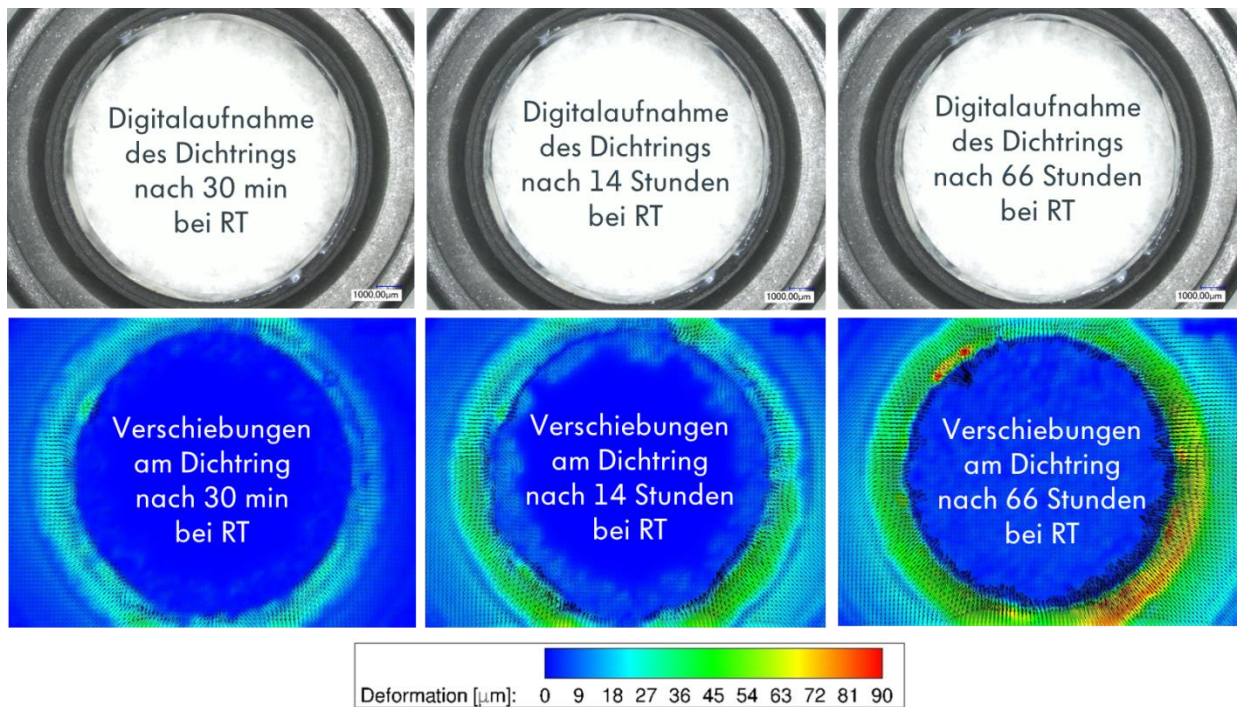 Digitalaufnahme
des Dichtrings
nach 30 min
bei RT
1000,00µm
Digitalaufnahme
des Dichtrings
nach 14 Stunden
bei RT
1000,00µm
Digitalaufnahme
des Dichtrings
nach 66 Stunden
bei RT
1000,00µm
Verschiebungen
am Dichtring
nach 30 min
bei RT
Verschiebungen
am Dichtring
nach 14 Stunden
bei RT
Verschiebungen
am Dichtring
nach 66 Stunden
bei RT
Deformation [µm]: 0 9 18 27 36 45 54 63 72 81 90